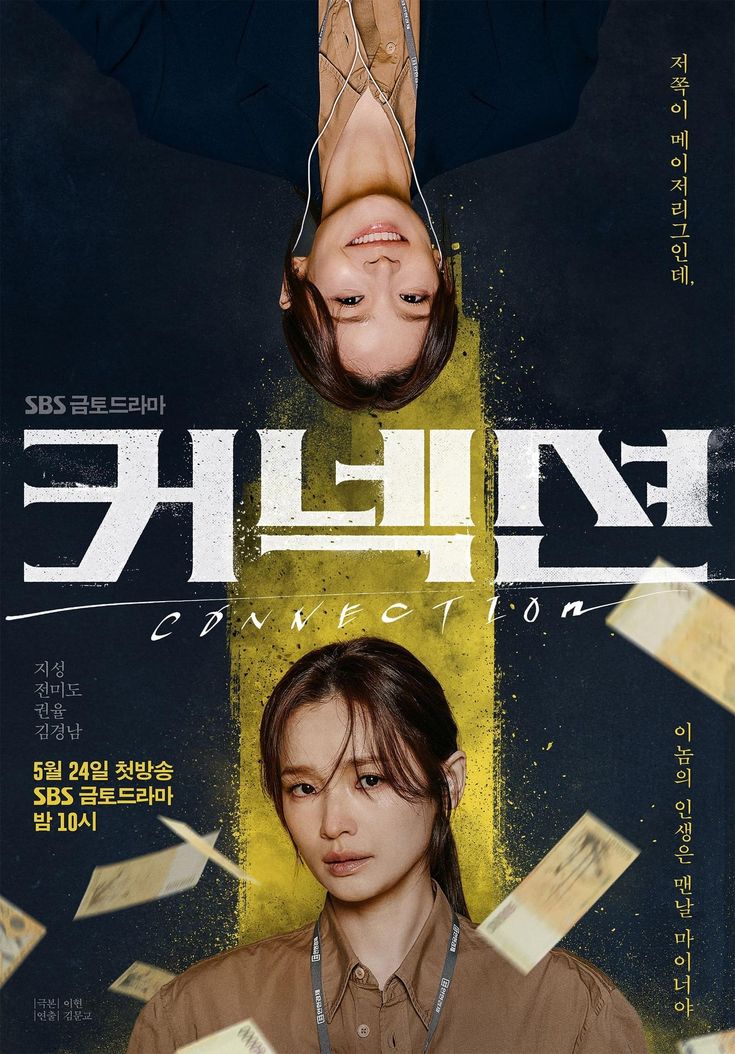 저쪽이 메이저리그인데,
SBS 금토드라마
커넥션
CONNECTION
지성
전미도
권율
김경남
5월 24일 첫방송
SBS 금토드라마
밤 10시
이놈의 인생은 맨날 마이너야
|극본| 이현
|연출| 김문교